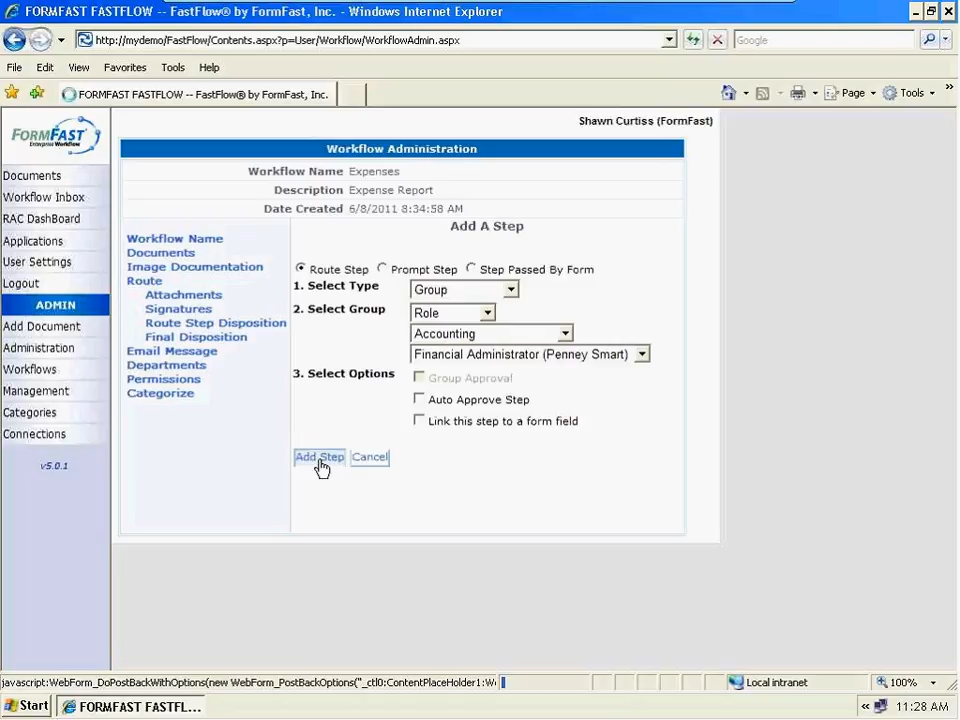 FORMFAST FASTFLOW -- FastFlow® by FormFast, Inc. - Windows Internet Explorer
http://mydemo/FastFlow/Contents.aspx?p=User/Workflow/WorkflowAdmin.aspx
Google
File Edit View Favorites Tools Help
FORMFAST FASTFLOW -- FastFlow® by FormFast, Inc.
Page Tools »
FORMFAST
Enterprise Workflow
Shawn Curtiss (FormFast)
Documents
Workflow Inbox
RAC DashBoard
Applications
User Settings
Logout
ADMIN
Add Document
Administration
Workflows
Management
Categories
Connections
v5.0.1
Workflow Administration
Workflow Name Expenses
Description Expense Report
Date Created 6/8/2011 8:34:58 AM
Workflow Name
Documents
Image Documentation
Route
Attachments
Signatures
Route Step Disposition
Final Disposition
Email Message
Departments
Permissions
Categorize
Add A Step
Route Step Prompt Step Step Passed By Form
1. Select Type Group
2. Select Group Role
Accounting
Financial Administrator (Penney Smart)
3. Select Options Group Approval
Auto Approve Step
Link this step to a form field
Add Step Cancel
javascript:WebForm_DoPostBackWithOptions(new WebForm_PostBackOptions("_ctl0:ContentPlaceHolder1:W
Local intranet
100%
Start
FORMFAST FASTFL...
«
11:28 AM